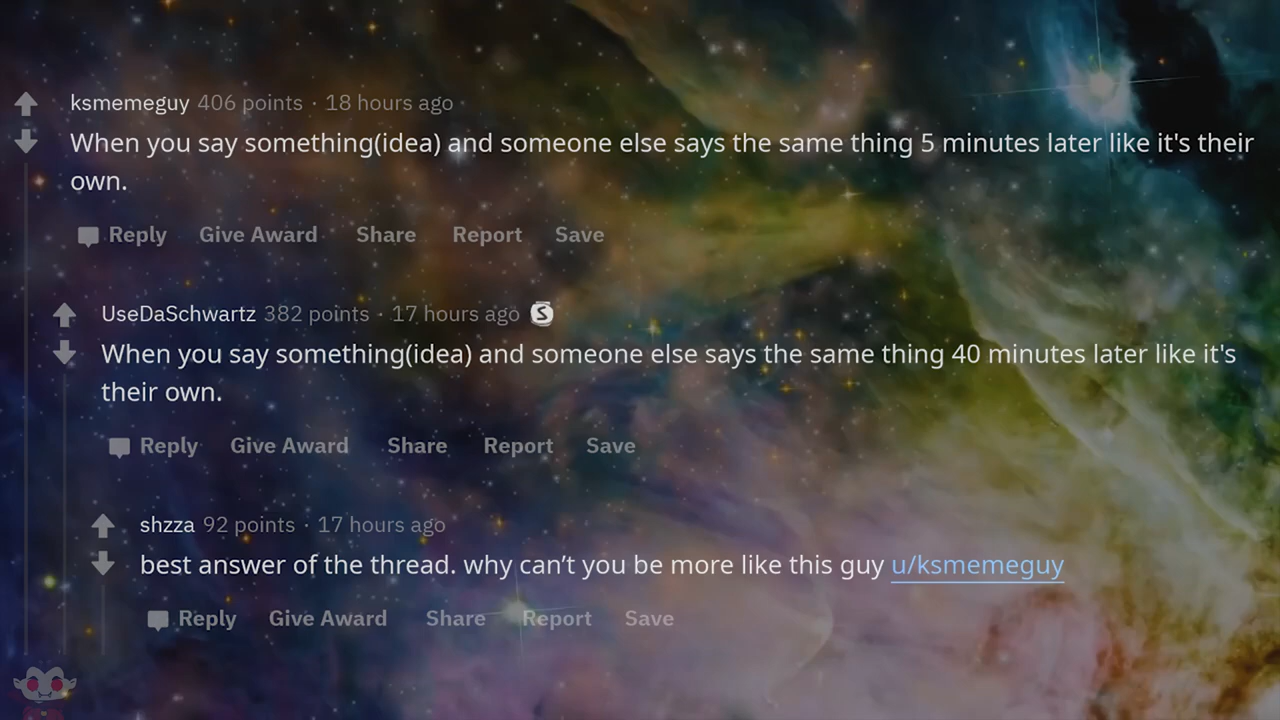 ksmemeguy 406 points · 18 hours ago
When you say something(idea) and someone else says the same thing 5 minutes later like it's their
own.
Reply Give Award Share Report Save
UseDaSchwartz 382 points · 17 hours ago S
When you say something(idea) and someone else says the same thing 40 minutes later like it's
their own.
Reply Give Award Share Report Save
shzza 92 points · 17 hours ago
best answer of the thread. why can’t you be more like this guy u/ksmemeguy
Reply Give Award Share Report Save